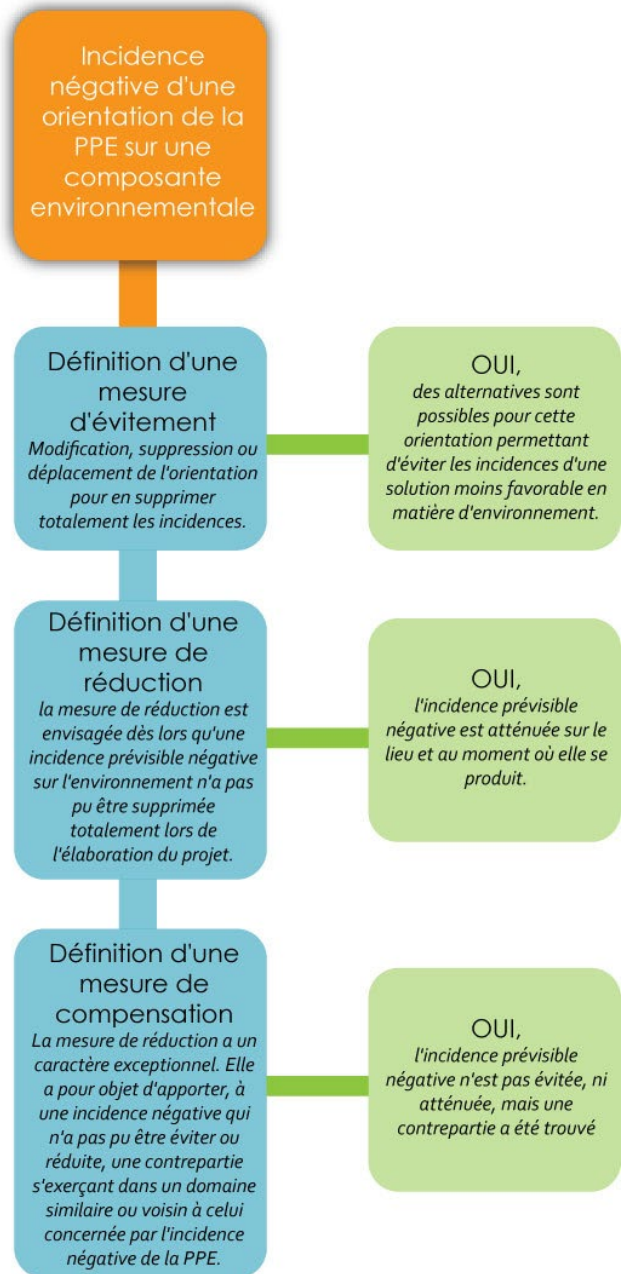 Incidence
négative d'une
orientation de la
PPE sur une
composante
environnementale
Définition d'une
mesure
d'évitement
Modification, suppression ou
déplacement de l'orientation
pour en supprimer
totalement les incidences.
OUI,
des alternatives sont
possibles pour cette
orientation permettant
d'éviter les incidences d'une
solution moins favorable en
matière d'environnement.
Définition d'une
mesure de
réduction
la mesure de réduction est
envisagée dès lors qu'une
incidence prévisible négative
sur l'environnement n'a pas
pu être supprimée
totalement lors de
l'élaboration du projet.
OUI,
l'incidence prévisible
négative est atténuée sur le
lieu et au moment où elle se
produit.
Définition d'une
mesure de
compensation
La mesure de réduction a un
caractère exceptionnel. Elle
a pour objet d'apporter, à
une incidence négative qui
n'a pas pu être éviter ou
réduite, une contrepartie
s'exerçant dans un domaine
similaire ou voisin à celui
concernée par l'incidence
négative de la PPE.
OUI,
l'incidence prévisible
négative n'est pas évitée, ni
atténuée, mais une
contrepartie a été trouvé